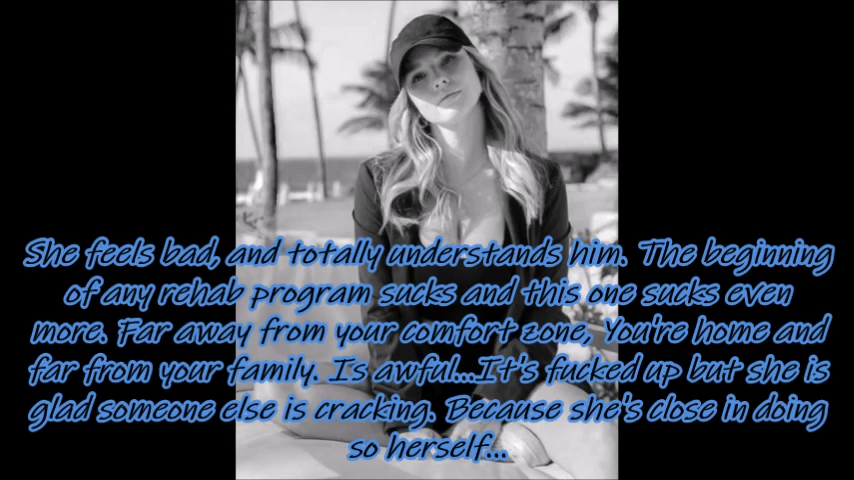 She feels bad, and totally understands him. The beginning
of any rehab program sucks and this one sucks even
more. Far away from your comfort zone, You're home and
far from your family. Is awful...It's fucked up but she is
glad someone else is cracking. Because she's close in doing
so herself...